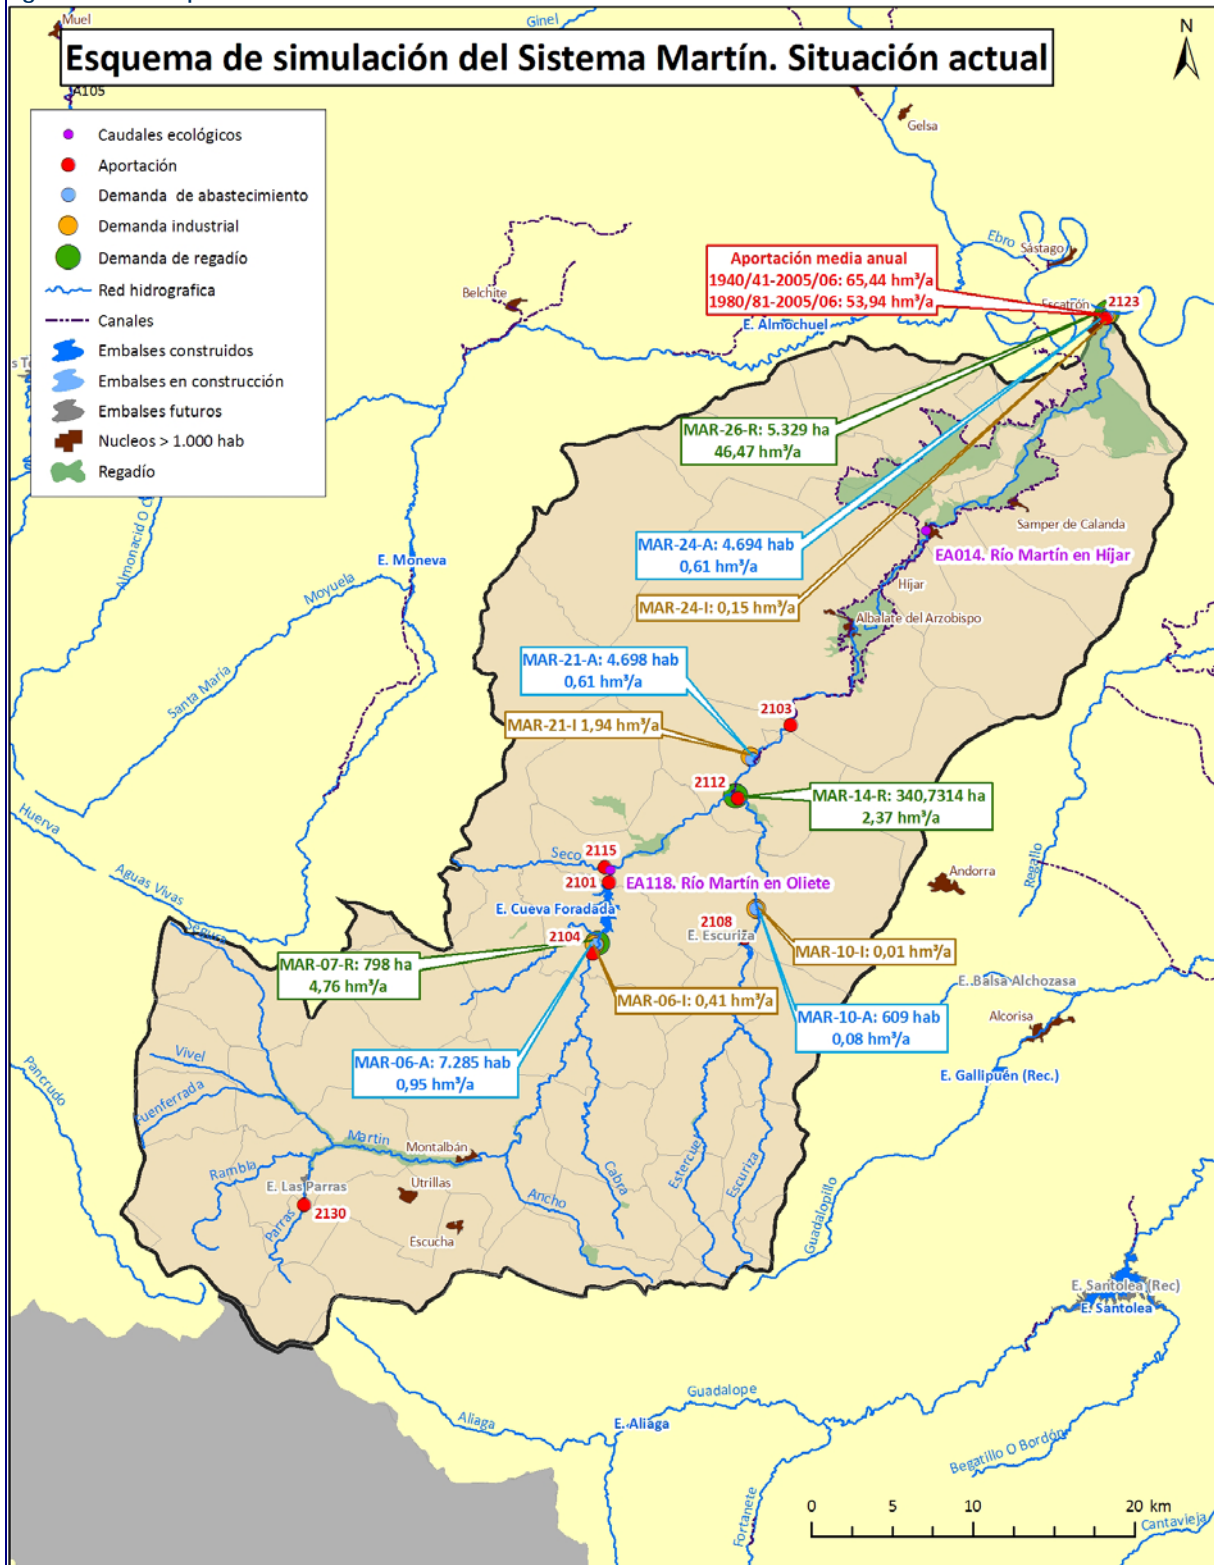 Muel
Ginel
N
Esquema de simulación del Sistema Martín. Situación actual
A105
Caudales ecológicos
Aportación
Demanda de abastecimiento
Demanda industrial
Demanda de regadío
Red hidrografica
Canales
Embalses construidos
Embalses en construcción
Embalses futuros
Nucleos > 1.000 hab
Regadío
Gelsa
Ebro
Sástago
Aportación media anual
1940/41-2005/06: 65,44 hm³/a
1980/81-2005/06: 53,94 hm³/a
Belchite
Escatrón
2123
E. Almochuel
MAR-26-R: 5.329 ha
46,47 hm³/a
Samper de Calanda
MAR-24-A: 4.694 hab
0,61 hm³/a
EA014. Río Martín en Híjar
E. Moneva
Moyuela
Híjar
MAR-24-I: 0,15 hm³/a
Albalate del Arzobispo
MAR-21-A: 4.698 hab
0,61 hm³/a
Santa María
2103
MAR-21-I 1,94 hm³/a
2112
MAR-14-R: 340,7314 ha
2,37 hm³/a
Huerva
Aguas Vivas
Seco
2115
Regallo
Andorra
2101
EA118. Río Martín en Oliete
E. Cueva Foradada
2108
Segura
2104
E. Escuriza
MAR-10-I: 0,01 hm³/a
MAR-07-R: 798 ha
4,76 hm³/a
E. Balsa Alchozasa
MAR-06-I: 0,41 hm³/a
MAR-10-A: 609 hab
0,08 hm³/a
Alcorisa
Vivel
MAR-06-A: 7.285 hab
0,95 hm³/a
E. Gallipuén (Rec.)
Pancrudo
Fuenferrada
Martin
Montalbán
Rambla
E. Las Parras
Utrillas
Ancho
Cabra
Estercuel
Escuriza
Parras
2130
Escucha
Guadalopillo
E. Santolea (Rec)
E. Santolea
Guadalope
Aliaga
E. Aliaga
Begatillo O Bordón
0 5 10 20 km
Fortanete
Cantavieja